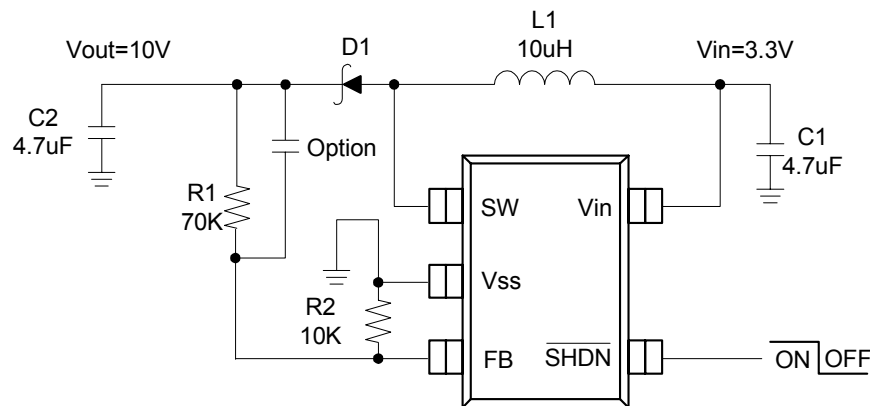 L1
10uH
Vout=10V
D1
Vin=3.3V
C2
4.7uF
Option
C1
4.7uF
R1
70K
SW
Vin
Vss
R2
10K
FB
SHDN
ON OFF